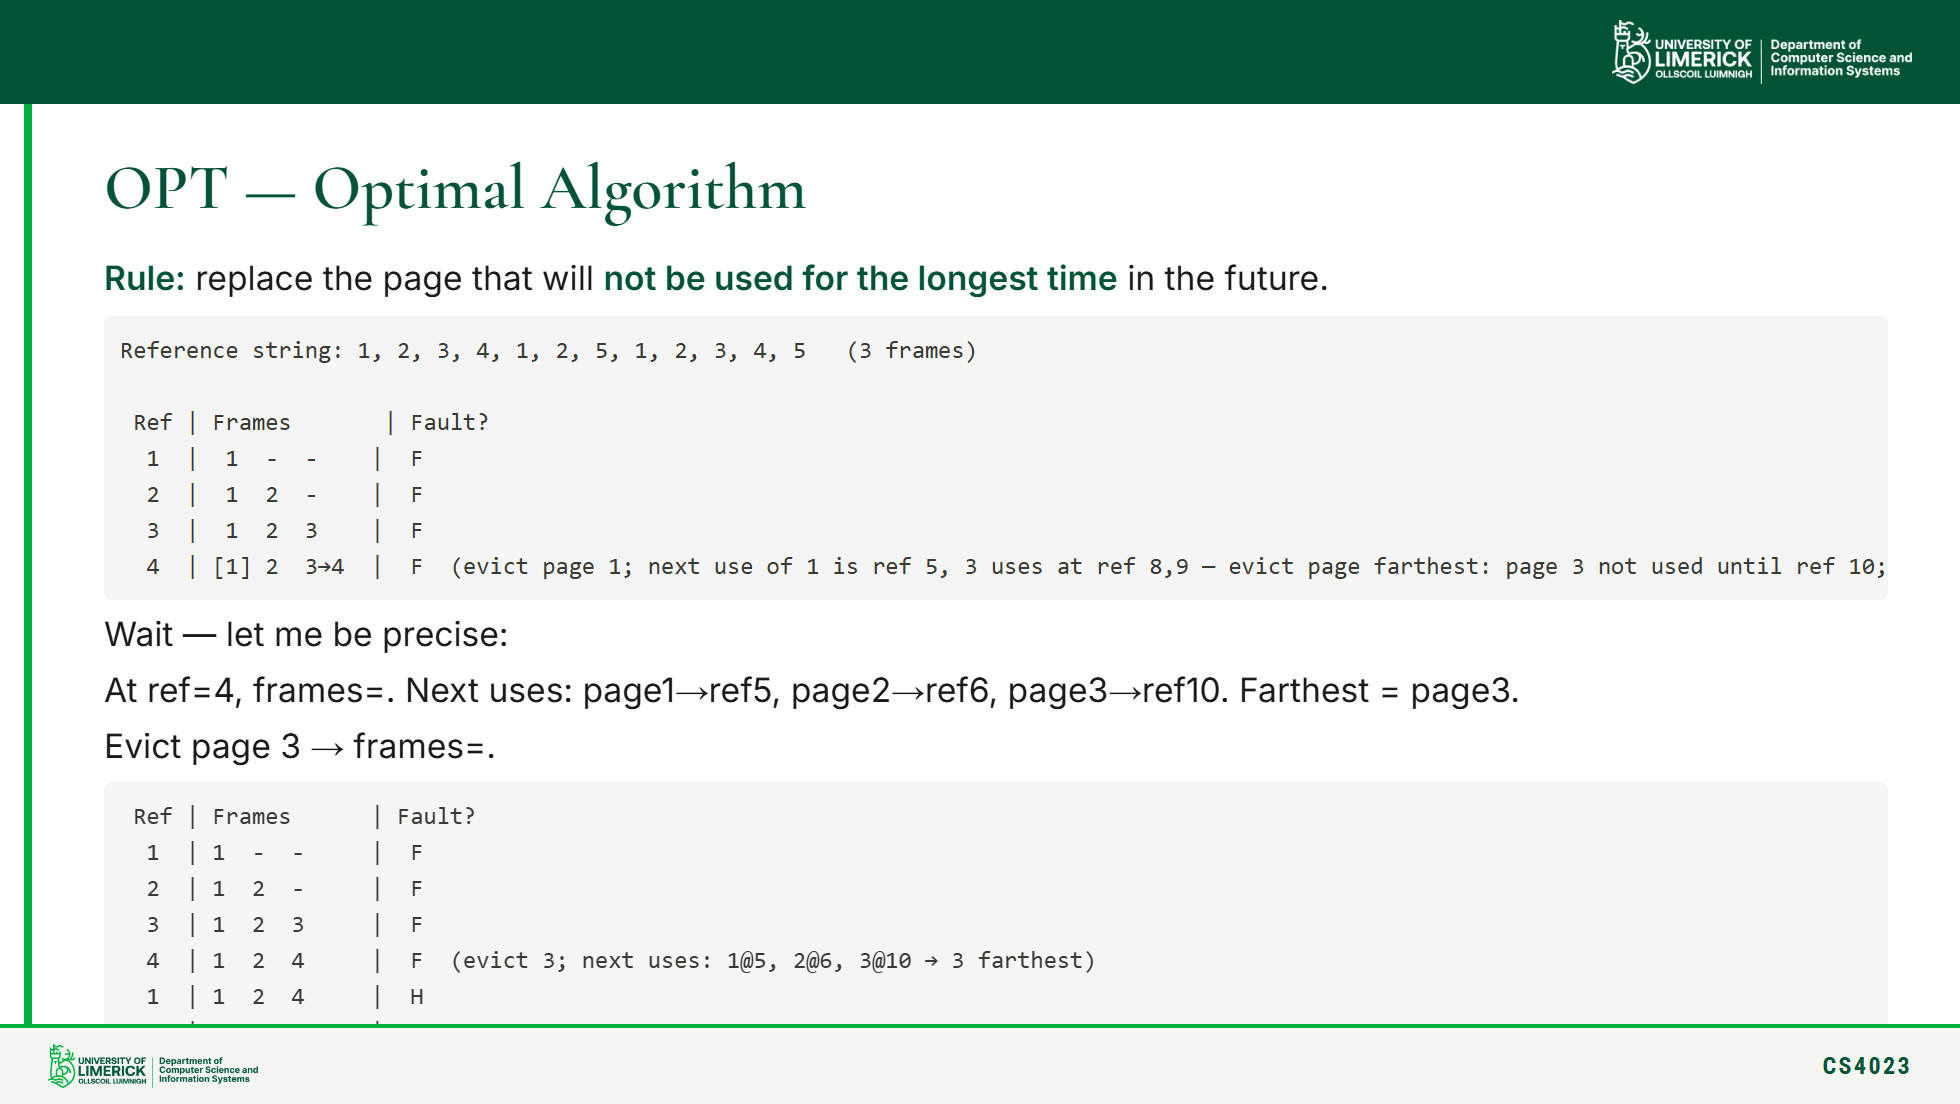 UNIVERSITY OF
LIMERICK
OLLSCOIL LUIMNIGH
Department of
Computer Science and
Information Systems
OPT — Optimal Algorithm
Rule: replace the page that will not be used for the longest time in the future.
Reference string: 1, 2, 3, 4, 1, 2, 5, 1, 2, 3, 4, 5   (3 frames)
Ref | Frames       | Fault?
1  |  1  -  -    |  F
2  |  1  2  -    |  F
3  |  1  2  3    |  F
4  | [1] 2  3→4  |  F  (evict page 1; next use of 1 is ref 5, 3 uses at ref 8,9 — evict page farthest: page 3 not used until ref 10;
Wait — let me be precise:
At ref=4, frames=. Next uses: page1→ref5, page2→ref6, page3→ref10. Farthest = page3.
Evict page 3 → frames=.
Ref | Frames      | Fault?
1  | 1  -  -     |  F
2  | 1  2  -     |  F
3  | 1  2  3     |  F
4  | 1  2  4     |  F  (evict 3; next uses: 1@5, 2@6, 3@10 → 3 farthest)
1  | 1  2  4     |  H
UNIVERSITY OF
LIMERICK
OLLSCOIL LUIMNIGH
Department of
Computer Science and
Information Systems
CS4023